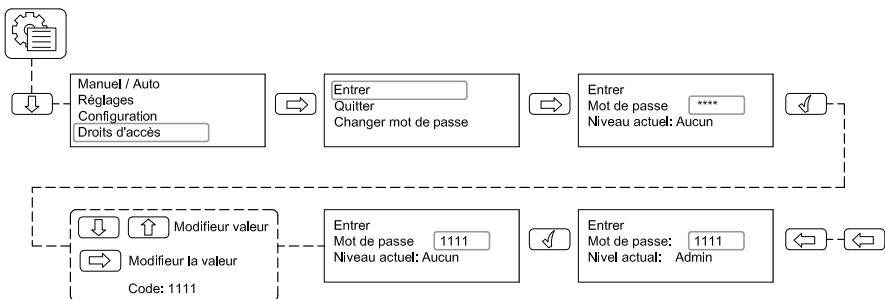 Manuel / Auto
Réglages
Configuration
Droits d'accès
Entrer
Quitter
Changer mot de passe
Entrer
Mot de passe ****
Niveau actuel: Aucun
Modifieur valeur
Modifier la valeur
Code: 1111
Entrer
Mot de passe 1111
Niveau actuel: Aucun
Entrer
Mot de passe: 1111
Nivel actual: Admin